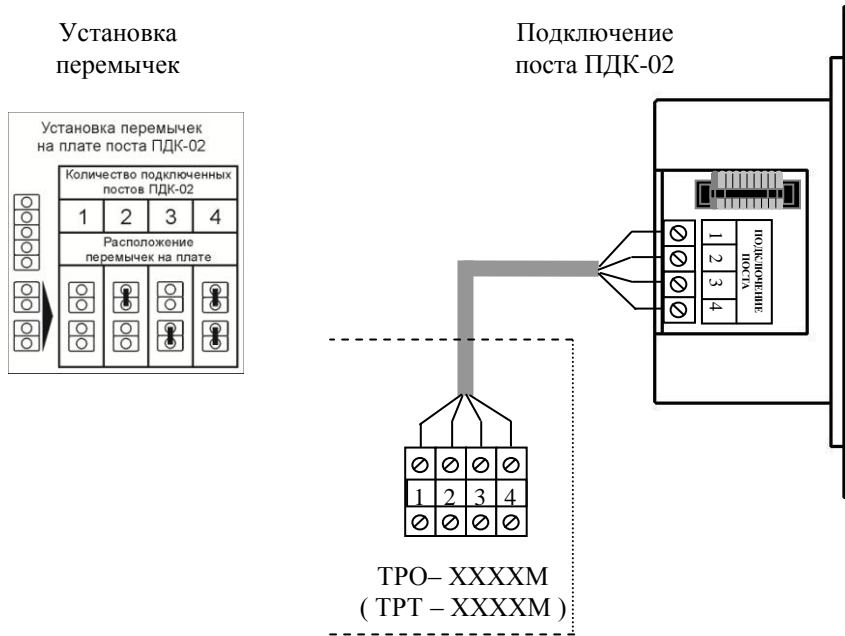 Установка
перемычек
Подключение
поста ПДК-02
Установка перемычек
на плате поста ПДК-02
Количество подключенных
постов ПДК-02
1 2 3 4
Расположение
перемычек на плате
1
2
3
4
ПОДКЛЮЧЕНИЕ
ПОСТА
1 2 3 4
ТРО– ХХХХМ
( ТРТ – ХХХХМ )